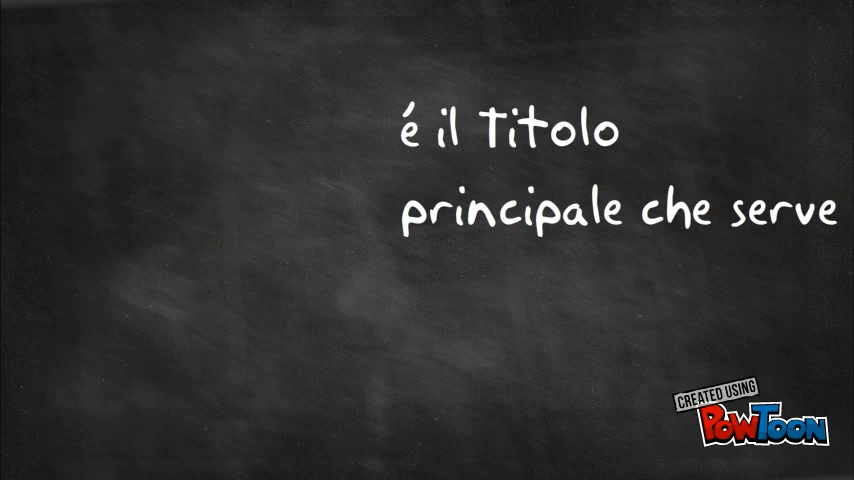 é il Titolo
principale che serve
CREATED USING
POWTOON